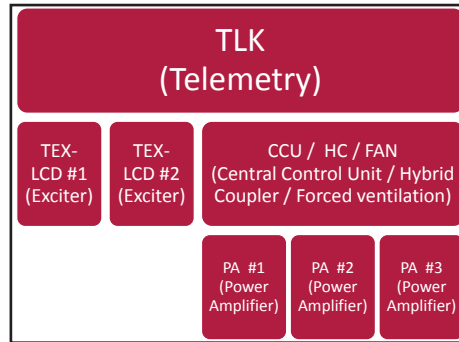 TLK
(Telemetry)
TEX-
LCD #1
(Exciter)
TEX-
LCD #2
(Exciter)
CCU / HC / FAN
(Central Control Unit / Hybrid
Coupler / Forced ventilation)
PA #1
(Power
Amplifier)
PA #2
(Power
Amplifier)
PA #3
(Power
Amplifier)